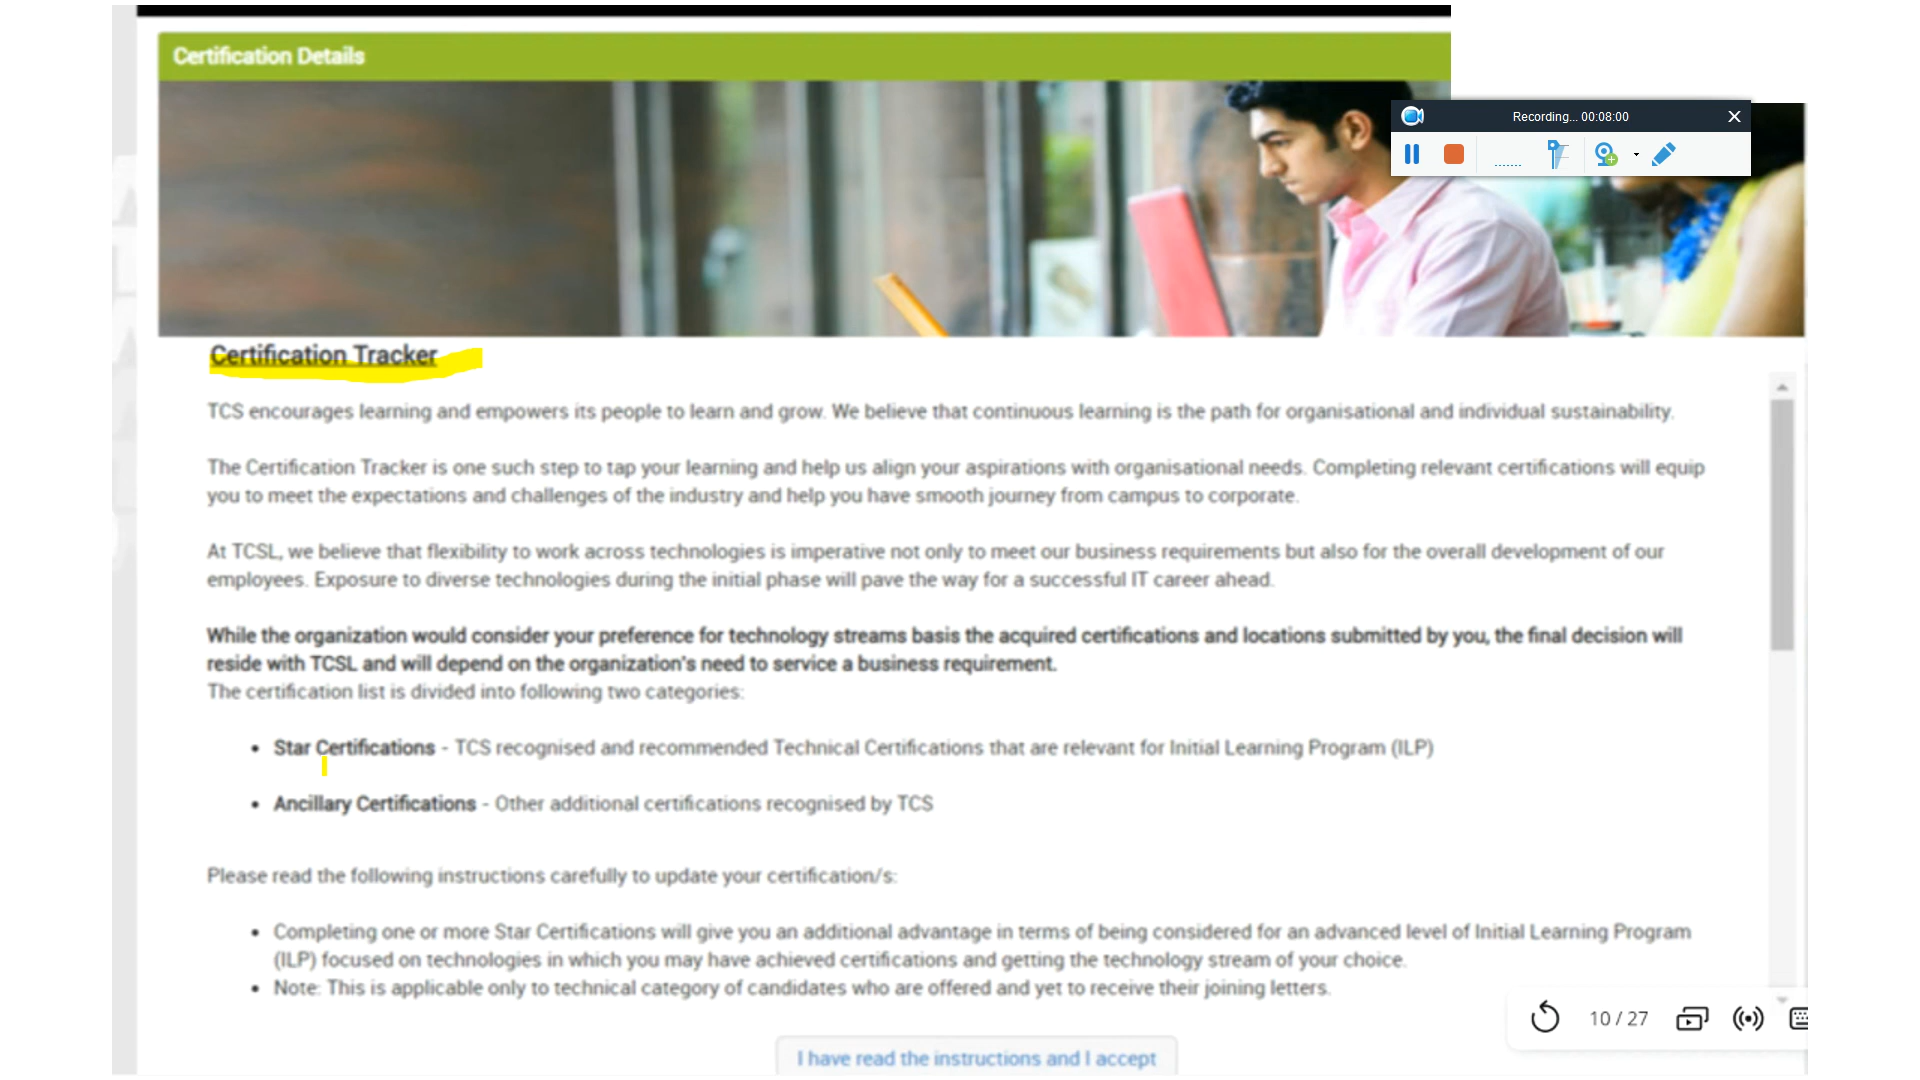 Certification Details
Recording... 00:08:00
Certification Tracker
TCS encourages learning and empowers its people to learn and grow. We believe that continuous learning is the path for organisational and individual sustainability.
The Certification Tracker is one such step to tap your learning and help us align your aspirations with organisational needs. Completing relevant certifications will equip
you to meet the expectations and challenges of the industry and help you have smooth journey from campus to corporate.
At TCSL, we believe that flexibility to work across technologies is imperative not only to meet our business requirements but also for the overall development of our
employees. Exposure to diverse technologies during the initial phase will pave the way for a successful IT career ahead.
While the organization would consider your preference for technology streams basis the acquired certifications and locations submitted by you, the final decision will
reside with TCSL and will depend on the organization's need to service a business requirement.
The certification list is divided into following two categories:
• Star Certifications - TCS recognised and recommended Technical Certifications that are relevant for Initial Learning Program (ILP)
• Ancillary Certifications - Other additional certifications recognised by TCS
Please read the following instructions carefully to update your certification/s:
• Completing one or more Star Certifications will give you an additional advantage in terms of being considered for an advanced level of Initial Learning Program
(ILP) focused on technologies in which you may have achieved certifications and getting the technology stream of your choice.
• Note: This is applicable only to technical category of candidates who are offered and yet to receive their joining letters.
10 / 27
I have read the instructions and I accept